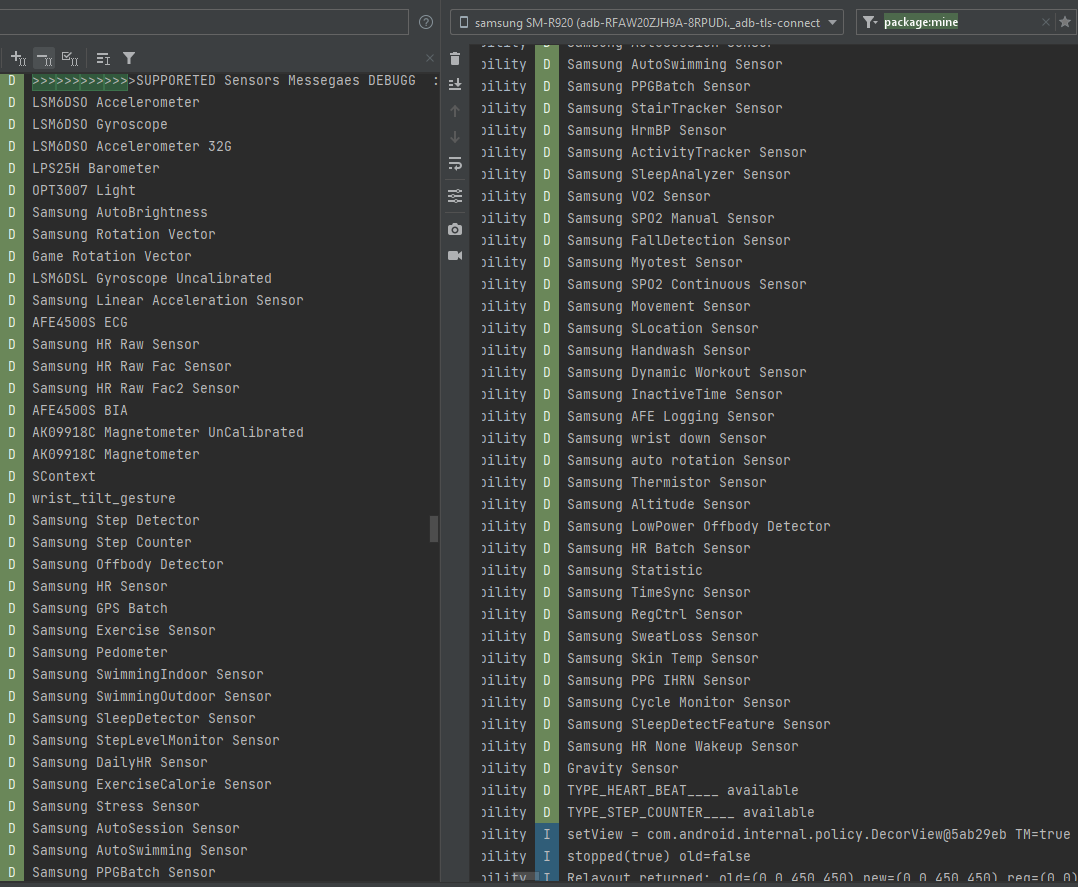 samsung SM-R920 (adb-RFAW20ZJH9A-8RPUDi._adb-tls-connect
package:mine
D >>>>>>>>>>>>>SUPPORETED Sensors Messegaes DEBUGG :
D LSM6DSO Accelerometer
D LSM6DSO Gyroscope
D LSM6DSO Accelerometer 32G
D LPS25H Barometer
D OPT3007 Light
D Samsung AutoBrightness
D Samsung Rotation Vector
D Game Rotation Vector
D LSM6DSL Gyroscope Uncalibrated
D Samsung Linear Acceleration Sensor
D AFE4500S ECG
D Samsung HR Raw Sensor
D Samsung HR Raw Fac Sensor
D Samsung HR Raw Fac2 Sensor
D AFE4500S BIA
D AK09918C Magnetometer UnCalibrated
D AK09918C Magnetometer
D SContext
D wrist_tilt_gesture
D Samsung Step Detector
D Samsung Step Counter
D Samsung Offbody Detector
D Samsung HR Sensor
D Samsung GPS Batch
D Samsung Exercise Sensor
D Samsung Pedometer
D Samsung SwimmingIndoor Sensor
D Samsung SwimmingOutdoor Sensor
D Samsung SleepDetector Sensor
D Samsung StepLevelMonitor Sensor
D Samsung DailyHR Sensor
D Samsung ExerciseCalorie Sensor
D Samsung Stress Sensor
D Samsung AutoSession Sensor
D Samsung AutoSwimming Sensor
D Samsung PPGBatch Sensor
bility D Samsung AutoSession Sensor
bility D Samsung AutoSwimming Sensor
bility D Samsung PPGBatch Sensor
bility D Samsung StairTracker Sensor
bility D Samsung HrmBP Sensor
bility D Samsung ActivityTracker Sensor
bility D Samsung SleepAnalyzer Sensor
bility D Samsung VO2 Sensor
bility D Samsung SPO2 Manual Sensor
bility D Samsung FallDetection Sensor
bility D Samsung Myotest Sensor
bility D Samsung SPO2 Continuous Sensor
bility D Samsung Movement Sensor
bility D Samsung SLocation Sensor
bility D Samsung Handwash Sensor
bility D Samsung Dynamic Workout Sensor
bility D Samsung InactiveTime Sensor
bility D Samsung AFE Logging Sensor
bility D Samsung wrist down Sensor
bility D Samsung auto rotation Sensor
bility D Samsung Thermistor Sensor
bility D Samsung Altitude Sensor
bility D Samsung LowPower Offbody Detector
bility D Samsung HR Batch Sensor
bility D Samsung Statistic
bility D Samsung TimeSync Sensor
bility D Samsung RegCtrl Sensor
bility D Samsung SweatLoss Sensor
bility D Samsung Skin Temp Sensor
bility D Samsung PPG IHRN Sensor
bility D Samsung Cycle Monitor Sensor
bility D Samsung SleepDetectFeature Sensor
bility D Samsung HR None Wakeup Sensor
bility D Gravity Sensor
bility D TYPE_HEART_BEAT____ available
bility D TYPE_STEP_COUNTER____ available
bility I setView = com.android.internal.policy.DecorView@5ab29eb TM=true
bility I stopped(true) old=false
bility I Relayout returned: old=(0,0,450,450) new=(0,0,450,450) req=(0,0)